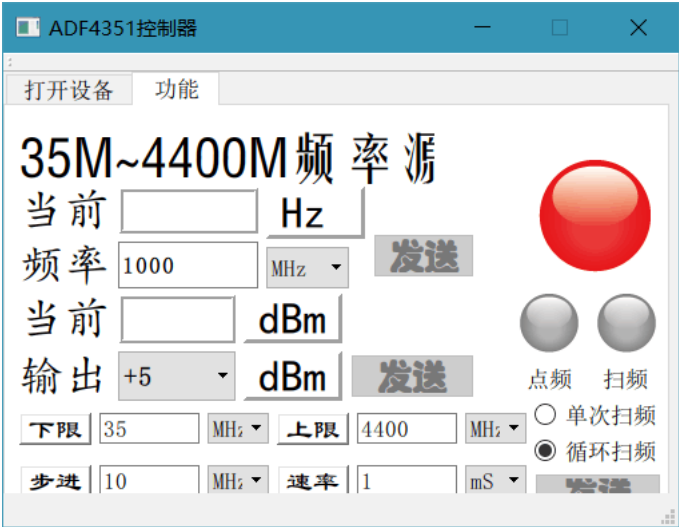 ADF4351控制器
打开设备 功能
35M~4400M频率源
当前 Hz
频率 1000 MHz 发送
当前 dBm
输出 +5 dBm 发送
点频 扫频
下限 35 MHz 上限 4400 MHz
单次扫频
循环扫频
步进 10 MHz 速率 1 mS
发送